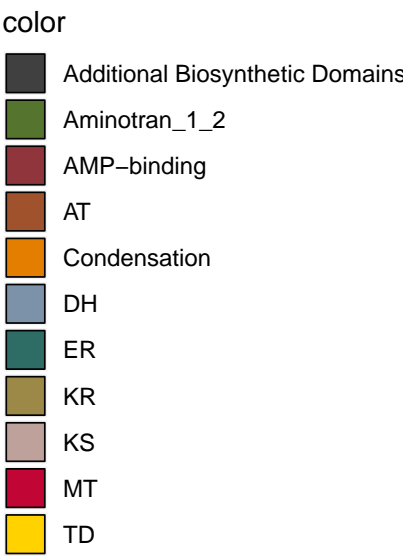 color
Additional Biosynthetic Domains
Aminotran_1_2
AMP−binding
AT
Condensation
DH
ER
KR
KS
MT
TD